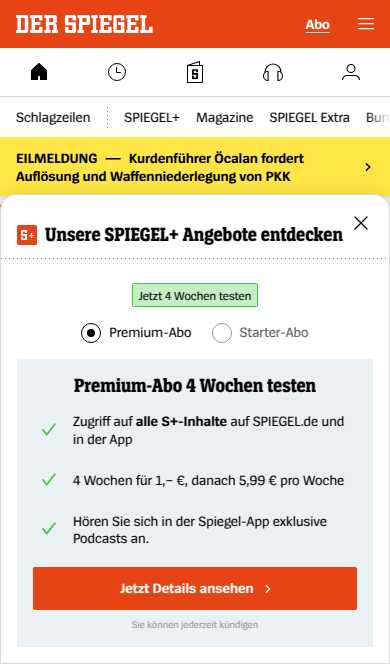 DER SPIEGEL
Abo
S
Schlagzeilen
SPIEGEL+
Magazine
SPIEGEL Extra
EILMELDUNG — Kurdenführer Öcalan fordert
Auflösung und Waffenniederlegung von PKK
S+ Unsere SPIEGEL+ Angebote entdecken
Jetzt 4 Wochen testen
Premium-Abo
Starter-Abo
Premium-Abo 4 Wochen testen
Zugriff auf alle S+-Inhalte auf SPIEGEL.de und
in der App
4 Wochen für 1,– €, danach 5,99 € pro Woche
Hören Sie sich in der Spiegel-App exklusive
Podcasts an.
Jetzt Details ansehen
Sie können jederzeit kündigen